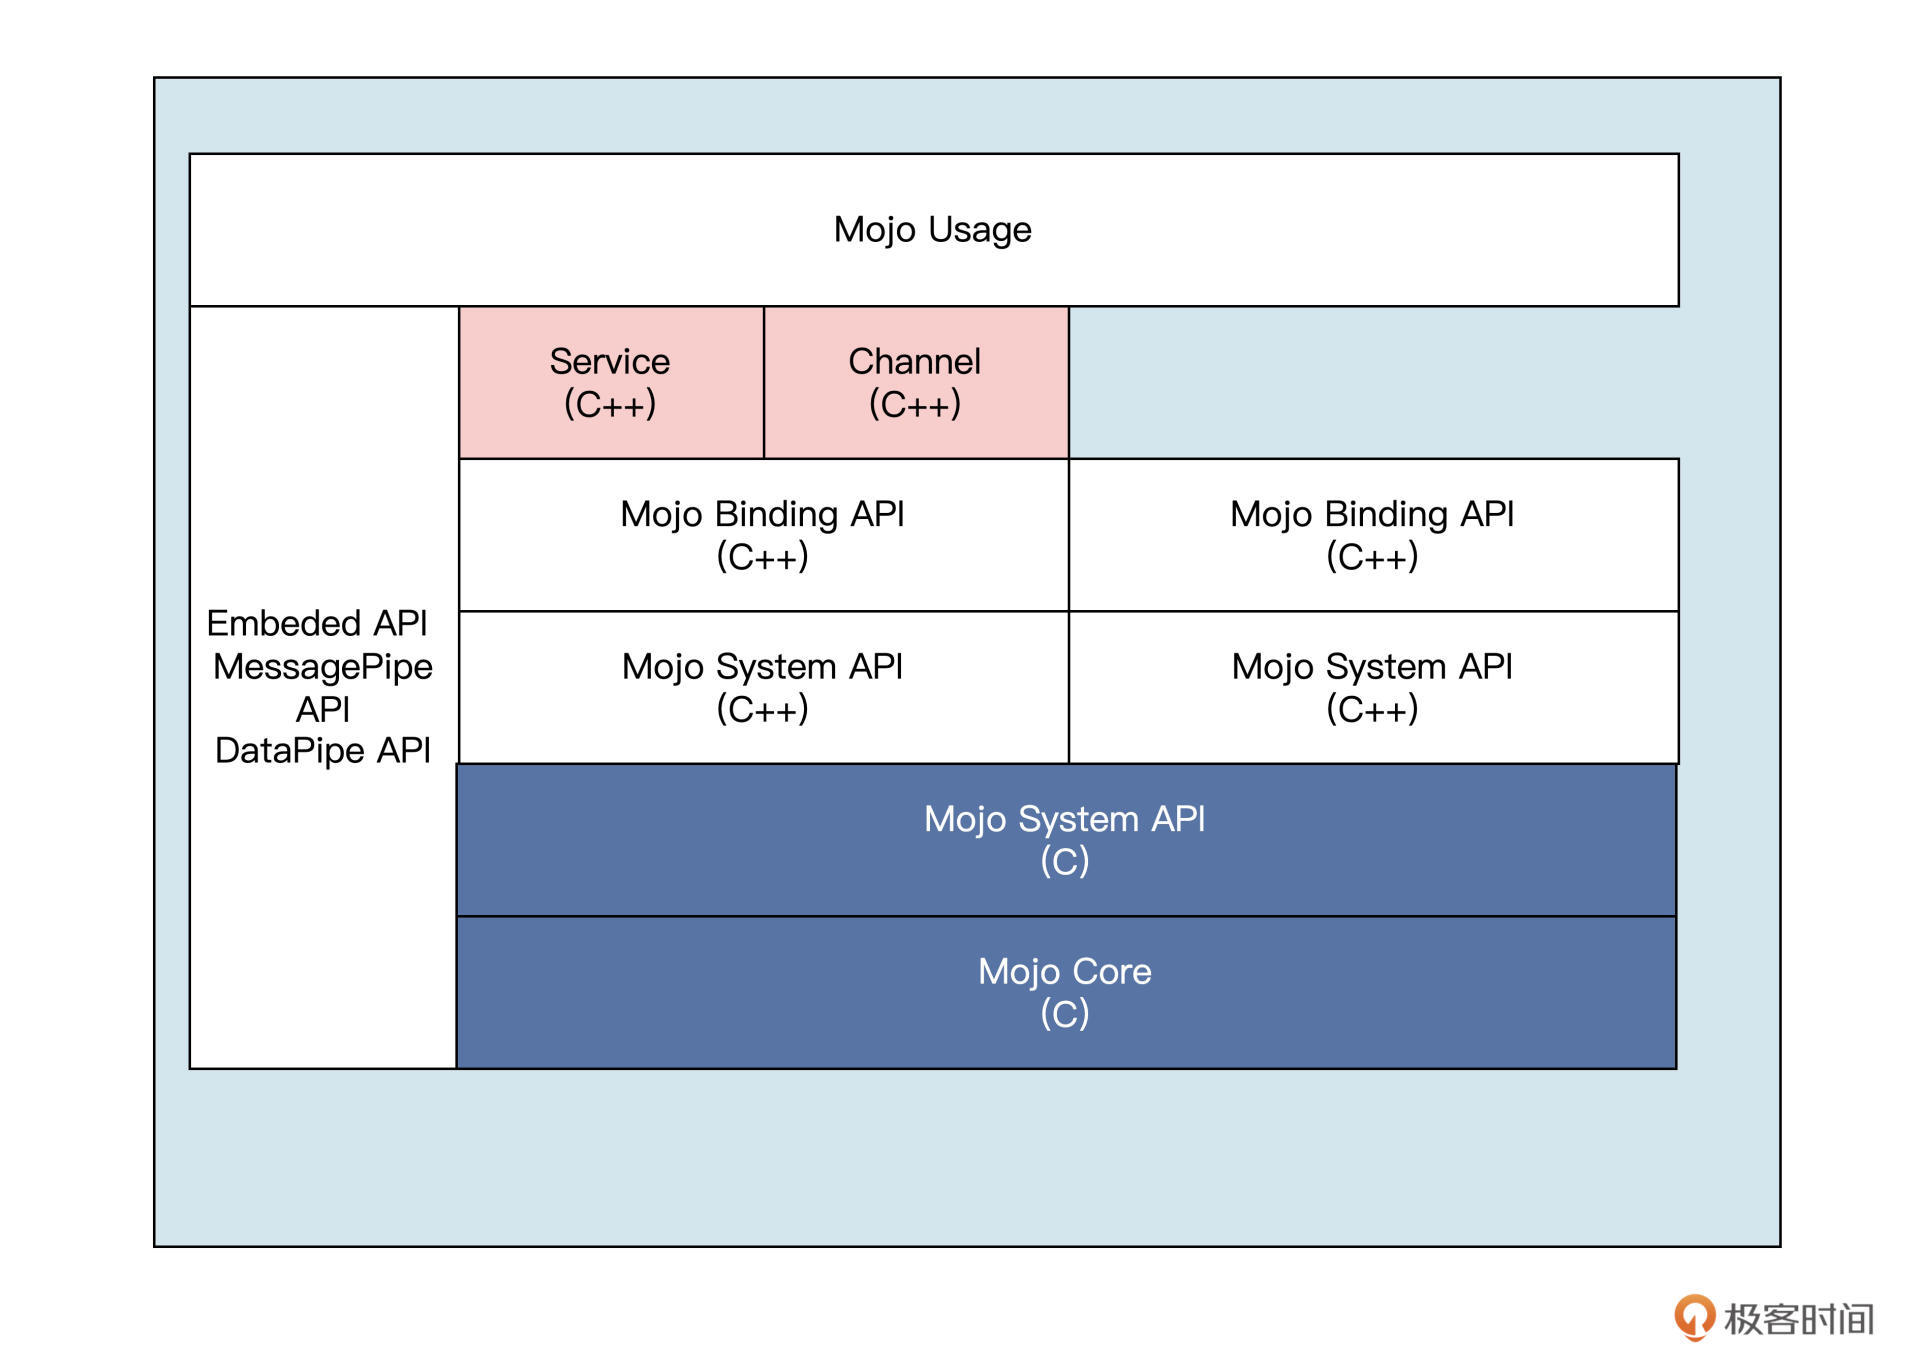 Mojo Usage
Service
(C++)
Channel
(C++)
Mojo Binding API
(C++)
Mojo Binding API
(C++)
Embeded API
MessagePipe
API
DataPipe API
Mojo System API
(C++)
Mojo System API
(C++)
Mojo System API
(C)
Mojo Core
(C)
极客时间